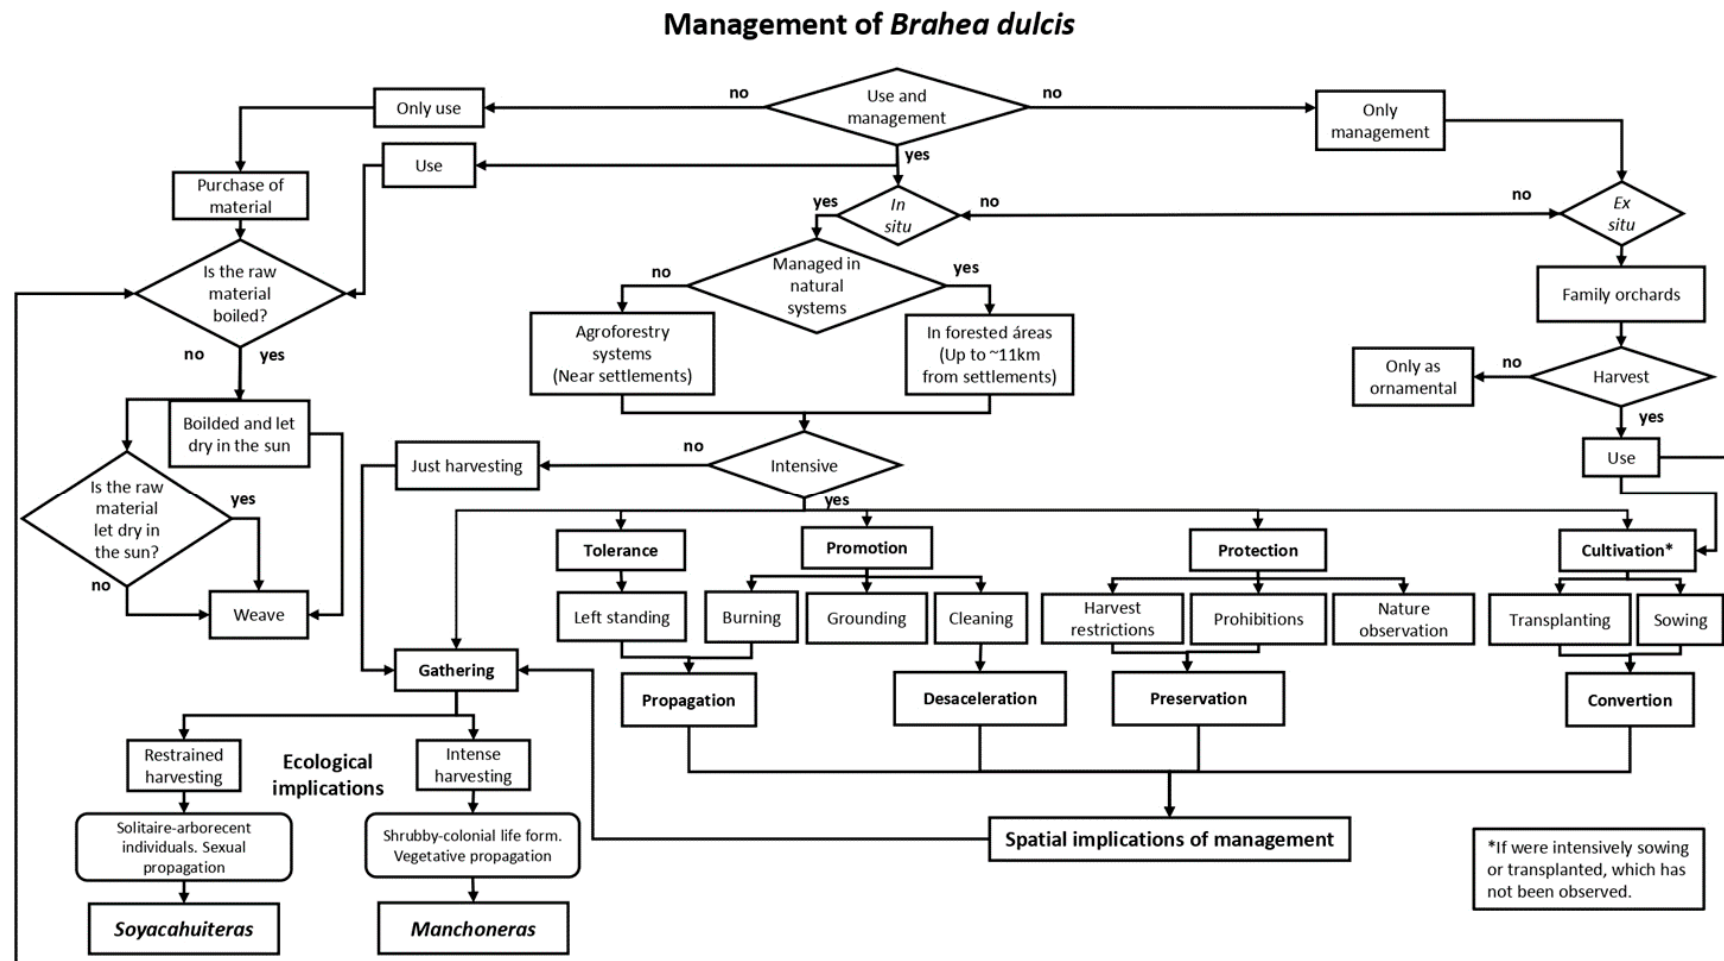 Management of Brahea dulcis
no
Use and
management
no
Only use
Only
management
yes
Use
Purchase of
material
yes
In
situ
no
no
Ex
situ
Is the raw
material
boiled?
no
Managed in
natural
systems
yes
Family orchards
Agroforestry
systems
(Near settlements)
In forested áreas
(Up to ~11km
from settlements)
no
yes
Only as
ornamental
no
Harvest
yes
Boilded and let
dry in the sun
Just harvesting
no
Intensive
yes
Use
Is the raw
material
let dry in
the sun?
yes
no
Weave
Tolerance
Promotion
Protection
Cultivation*
Left standing
Burning
Grounding
Cleaning
Harvest
restrictions
Prohibitions
Nature
observation
Transplanting
Sowing
Gathering
Propagation
Desaceleration
Preservation
Convertion
Restrained
harvesting
Ecological
implications
Intense
harvesting
Solitaire-arborecent
individuals. Sexual
propagation
Shrubby-colonial life form.
Vegetative propagation
Spatial implications of management
*If were intensively sowing
or transplanted, which has
not been observed.
Soyacahuiteras
Manchoneras